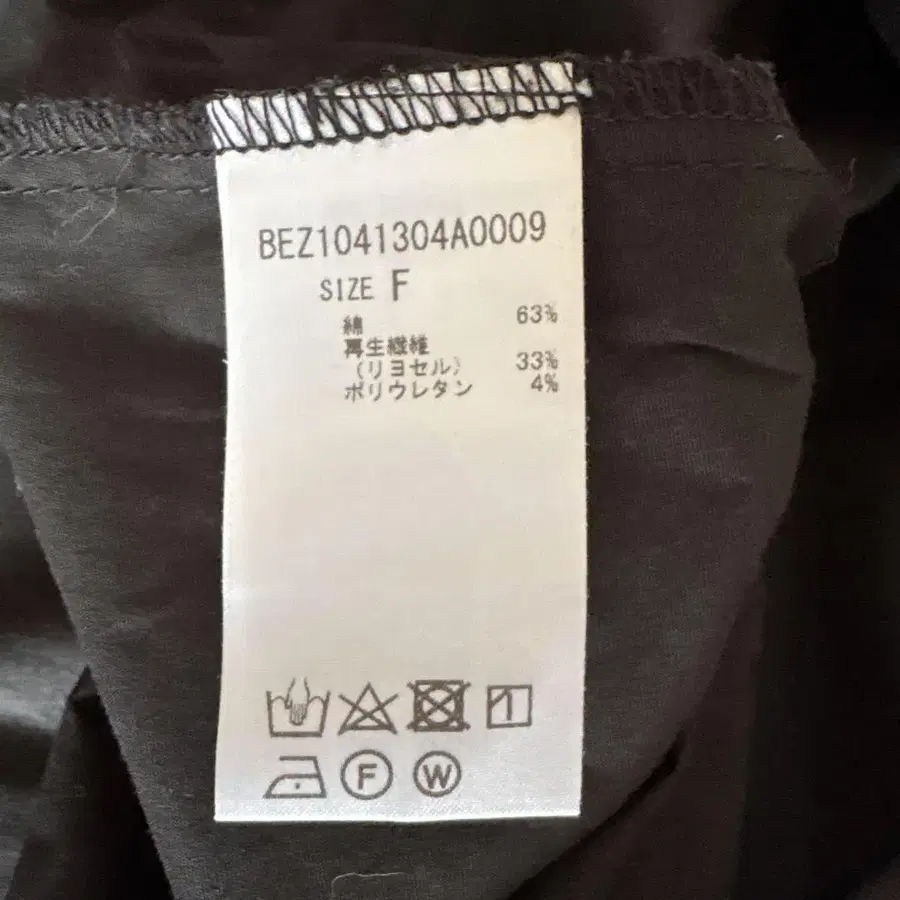 BEZ1041304A0009
SIZE F
綿 63%
再生繊維
(リヨセル) 33%
ポリウレタン 4%
F W